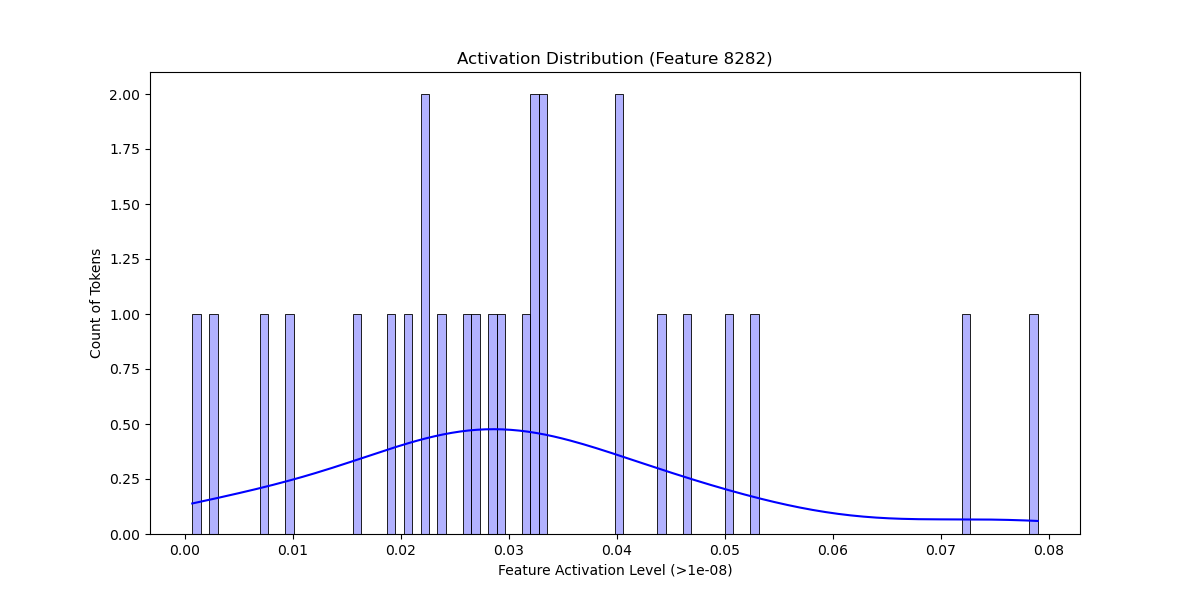 Activation Distribution (Feature 8282)
2.00
1.75
1.50
1.25
1.00
0.75
0.50
0.25
0.00
Count of Tokens
0.00 0.01 0.02 0.03 0.04 0.05 0.06 0.07 0.08
Feature Activation Level (>1e-08)